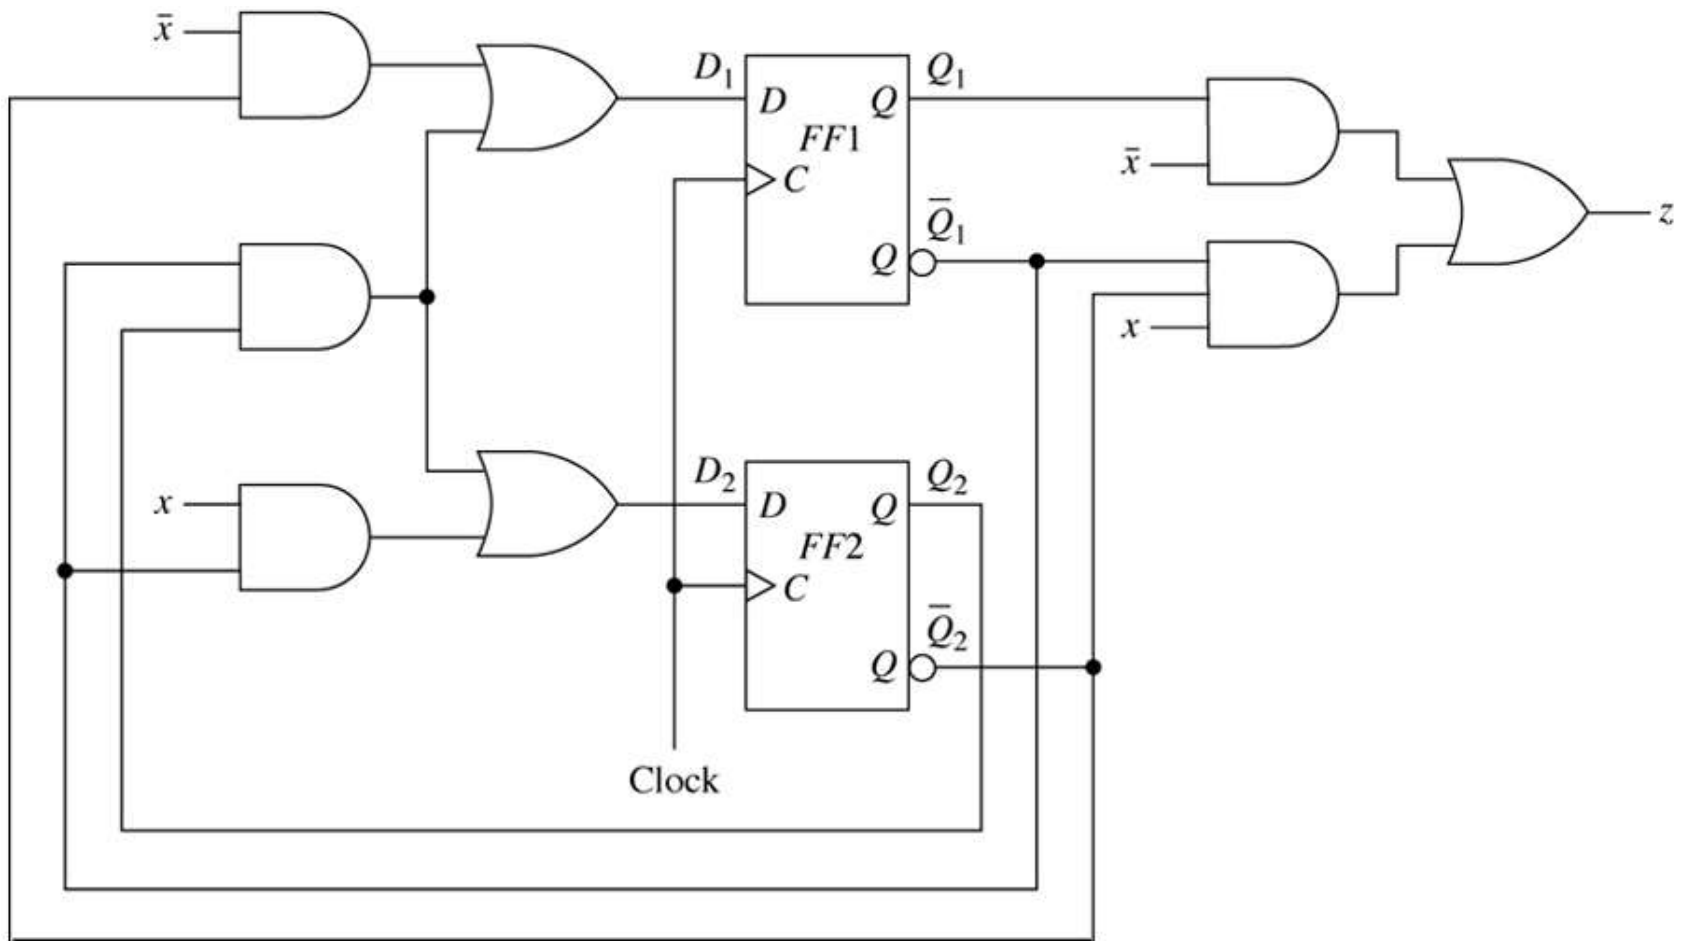 x̄
D₁
Q₁
D
Q
FF1
x̄
C
Q̄₁
z
Q
x
D₂
Q₂
x
D
Q
FF2
C
Q̄₂
Q
Clock